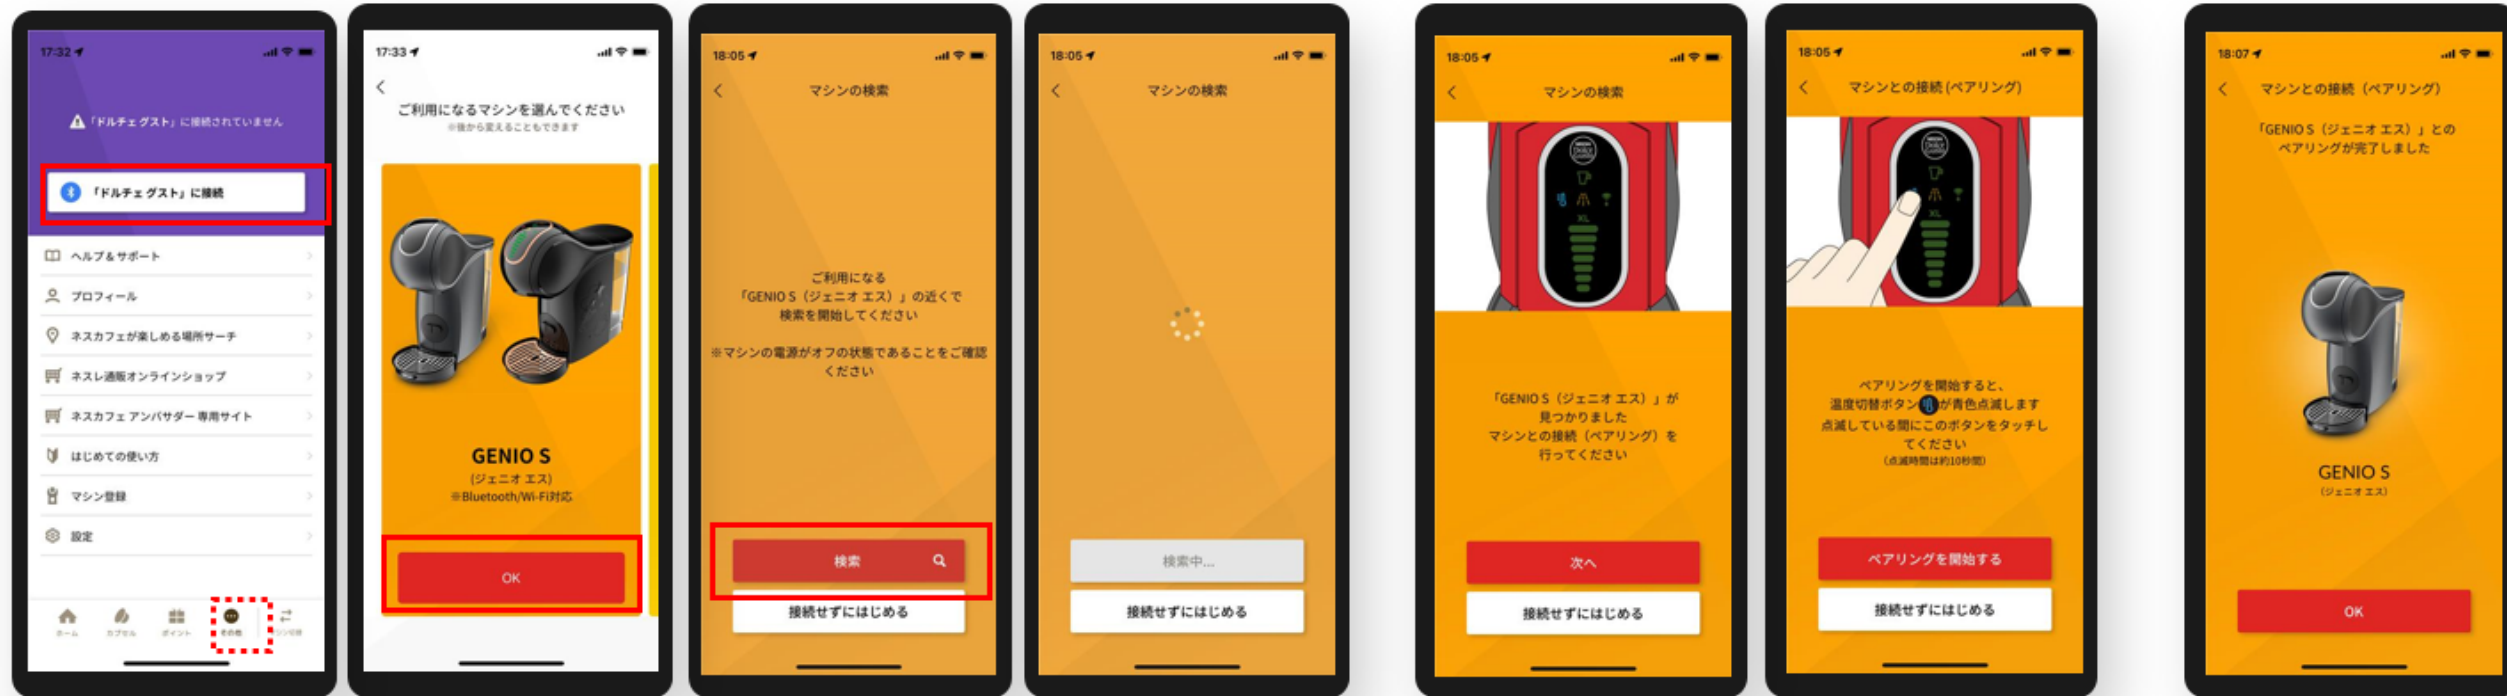 17:32
「ドルチェ グスト」に接続されていません
「ドルチェ グスト」に接続
ヘルプ&サポート
プロフィール
ネスカフェが楽しめる場所サーチ
ネスレ通販オンラインショップ
ネスカフェ アンバサダー 専用サイト
はじめての使い方
マシン登録
設定
ホーム
カプセル
ポイント
その他
マシン切替
17:33
ご利用になるマシンを選んでください
※後から変えることもできます
GENIO S
(ジェニオ エス)
※Bluetooth/Wi-Fi対応
OK
18:05
マシンの検索
ご利用になる
「GENIO S（ジェニオ エス）」の近くで
検索を開始してください
※マシンの電源がオフの状態であることをご確認
ください
検索
接続せずにはじめる
18:05
マシンの検索
検索中...
接続せずにはじめる
18:05
マシンの検索
XL
「GENIO S（ジェニオ エス）」が
見つかりました
マシンとの接続（ペアリング）を
行ってください
次へ
接続せずにはじめる
18:05
マシンとの接続 (ペアリング)
XL
ペアリングを開始すると、
温度切替ボタン が青色点滅します
点滅している間にこのボタンをタッチし
てください
（点滅時間は約10秒間）
ペアリングを開始する
接続せずにはじめる
18:07
マシンとの接続（ペアリング）
「GENIO S（ジェニオ エス）」との
ペアリングが完了しました
GENIO S
（ジェニオ エス）
OK